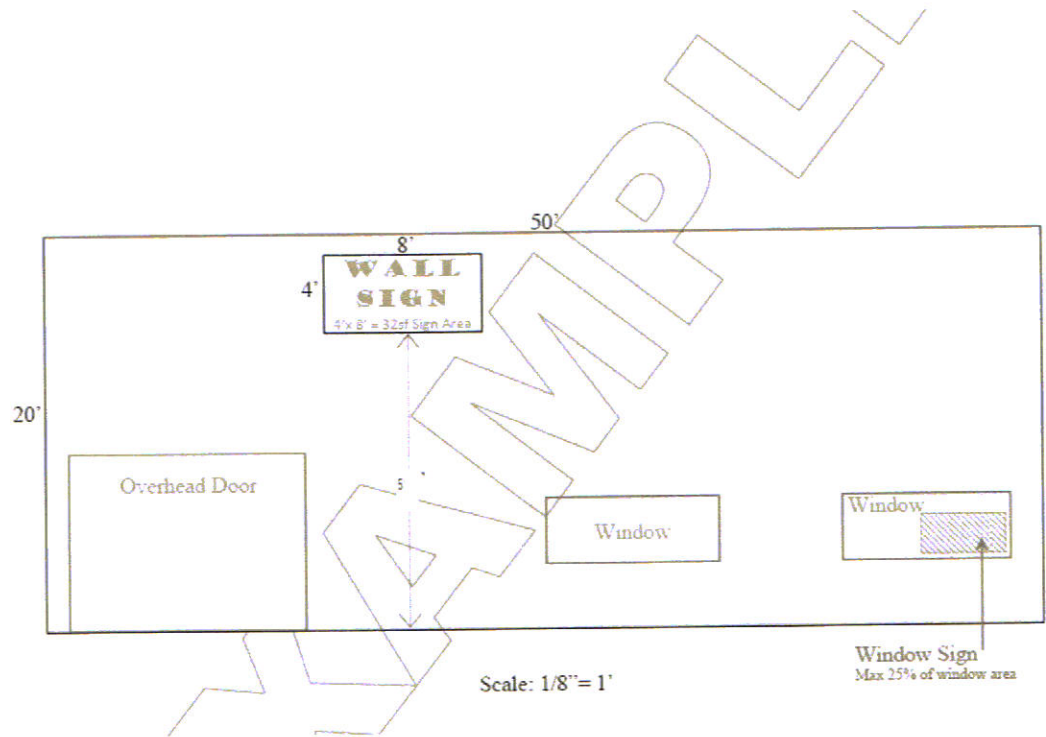 50'
8'
4'
WALL
SIGN
4'x 8' = 32sf Sign Area
20'
5 '
Overhead Door
Window
Window
Window Sign
Max 25% of window area
Scale: 1/8”= 1’
SAMPLE